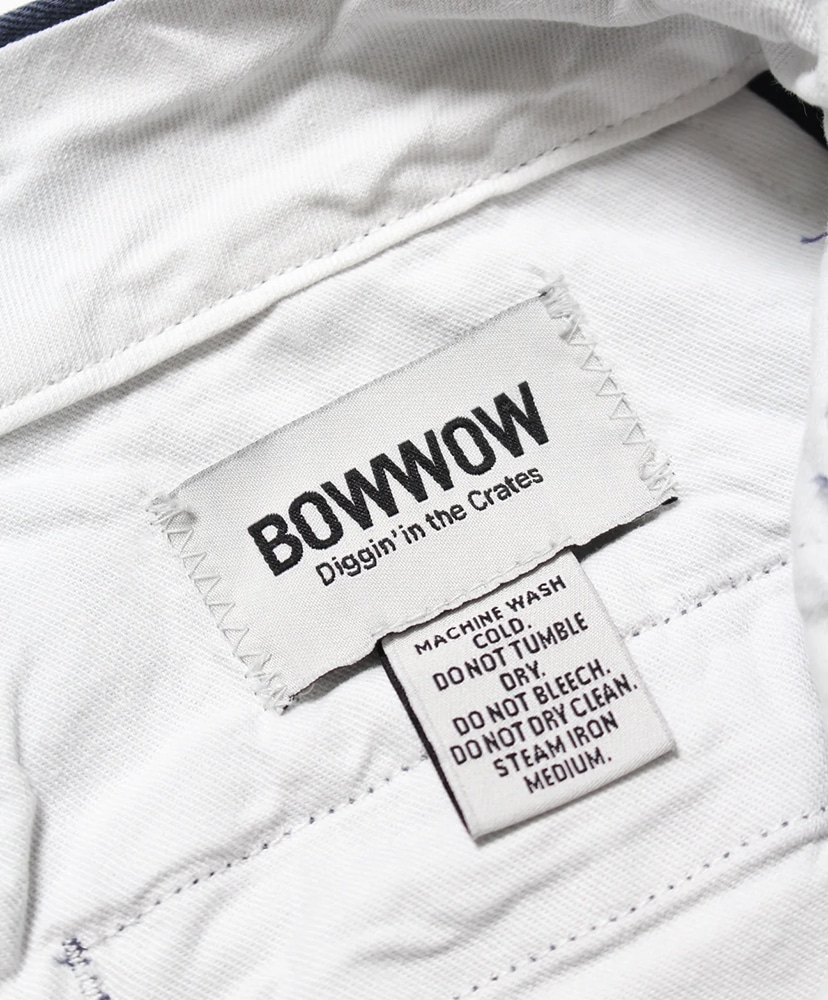 BOWWOW
Diggin' in the Crates
MACHINE WASH
COLD.
DO NOT TUMBLE
DRY.
DO NOT BLEECH.
DO NOT DRY CLEAN.
STEAM IRON
MEDIUM.